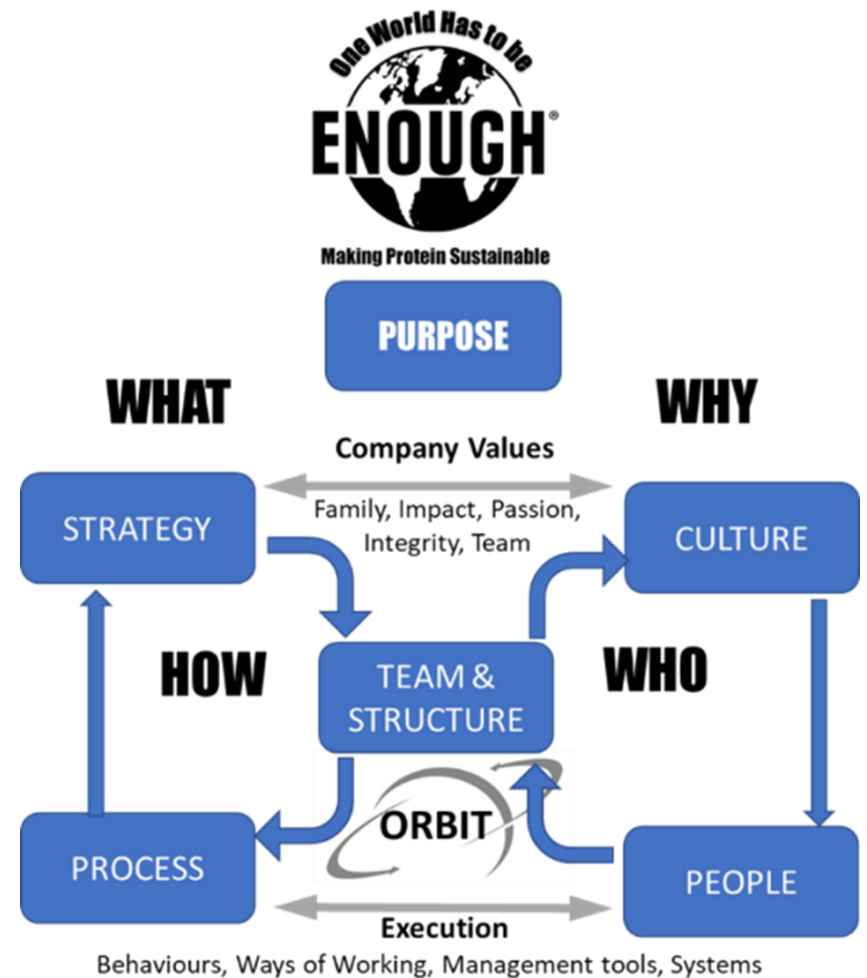 One World Has to be
ENOUGH®
Making Protein Sustainable
PURPOSE
WHAT
WHY
Company Values
Family, Impact, Passion,
Integrity, Team
STRATEGY
CULTURE
HOW
WHO
TEAM &
STRUCTURE
ORBIT
PROCESS
PEOPLE
Execution
Behaviours, Ways of Working, Management tools, Systems